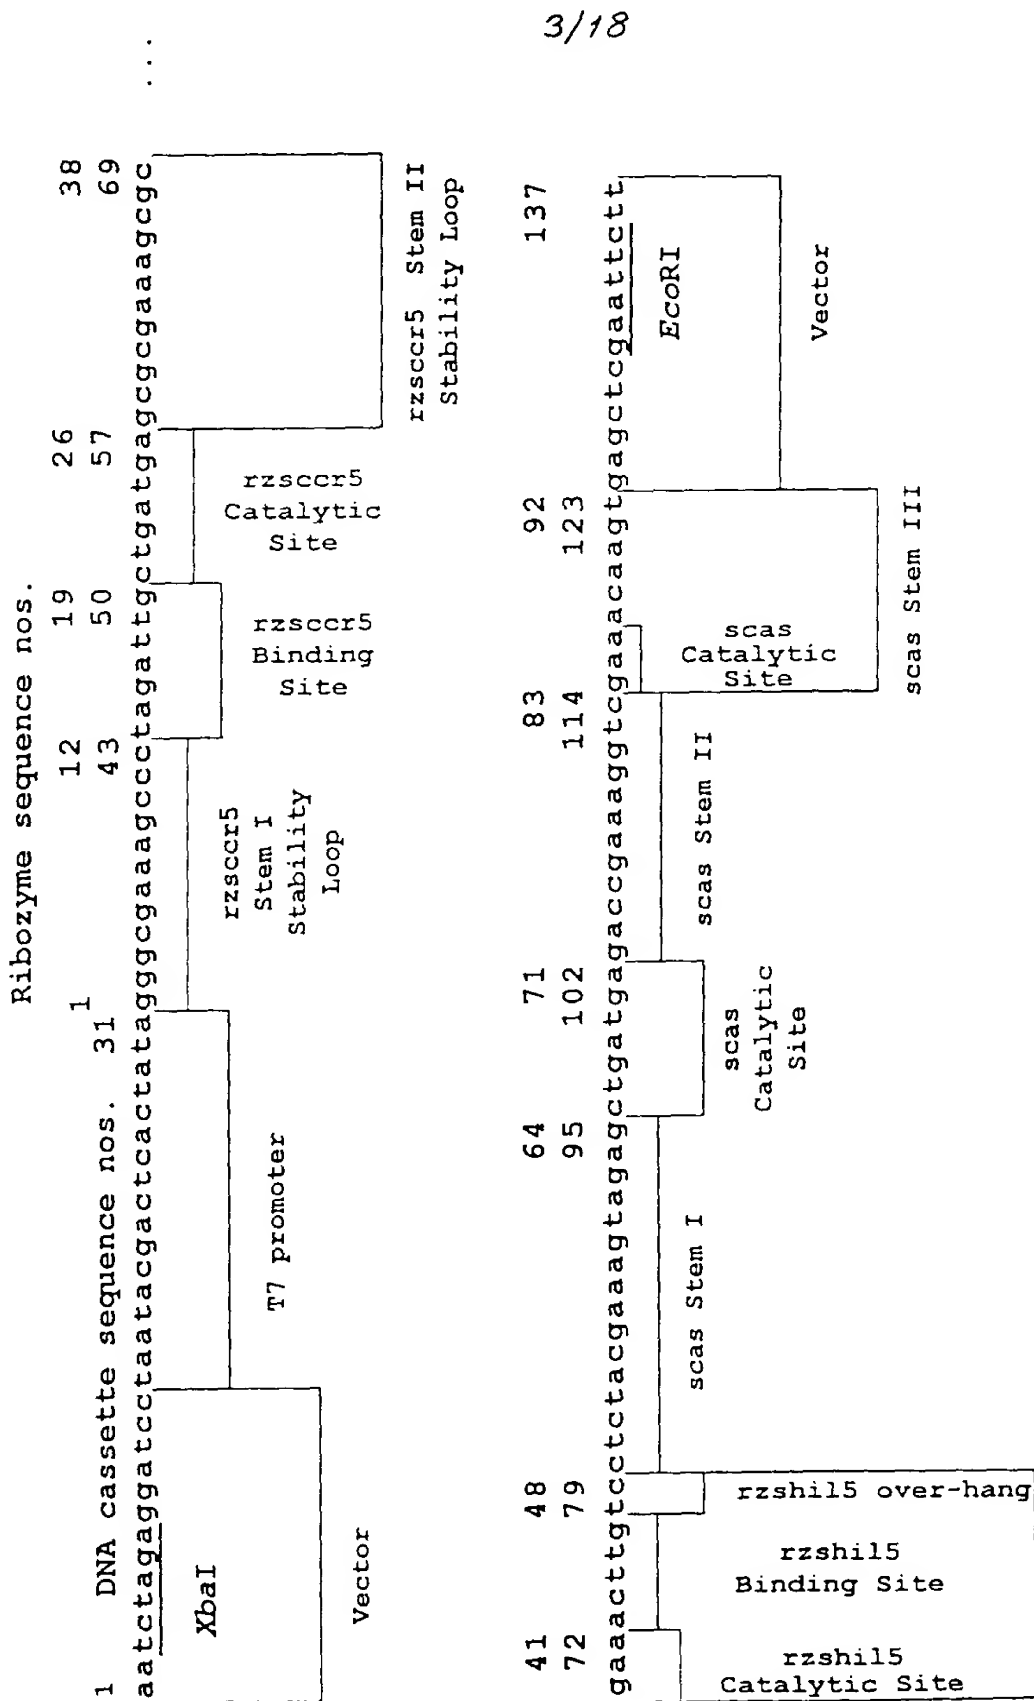 3/18
Ribozyme sequence nos.
1 12 19 26 38
1 DNA cassette sequence nos. 31 43 50 57 69
aatctagaggatcctaatacgactcactatagggcgaaagccctagattgctgatgagcgcgaaagcgc ...
XbaI
Vector
T7 promoter
rzsccr5
Stem I
Stability
Loop
rzsccr5
Binding
Site
rzsccr5
Catalytic
Site
rzsccr5 Stem II
Stability Loop
41 48 64 71 83 92
72 79 95 102 114 123 137
gaaacttgtcctctacgaaagtagagctgatgagaccgaaaggtcgaaacaagtgagctcgaattctt
rzshil5
Catalytic Site
rzshil5
Binding Site
rzshil5 over-hang
scas Stem I
scas
Catalytic
Site
scas Stem II
scas
Catalytic
Site
scas Stem III
EcoRI
Vector